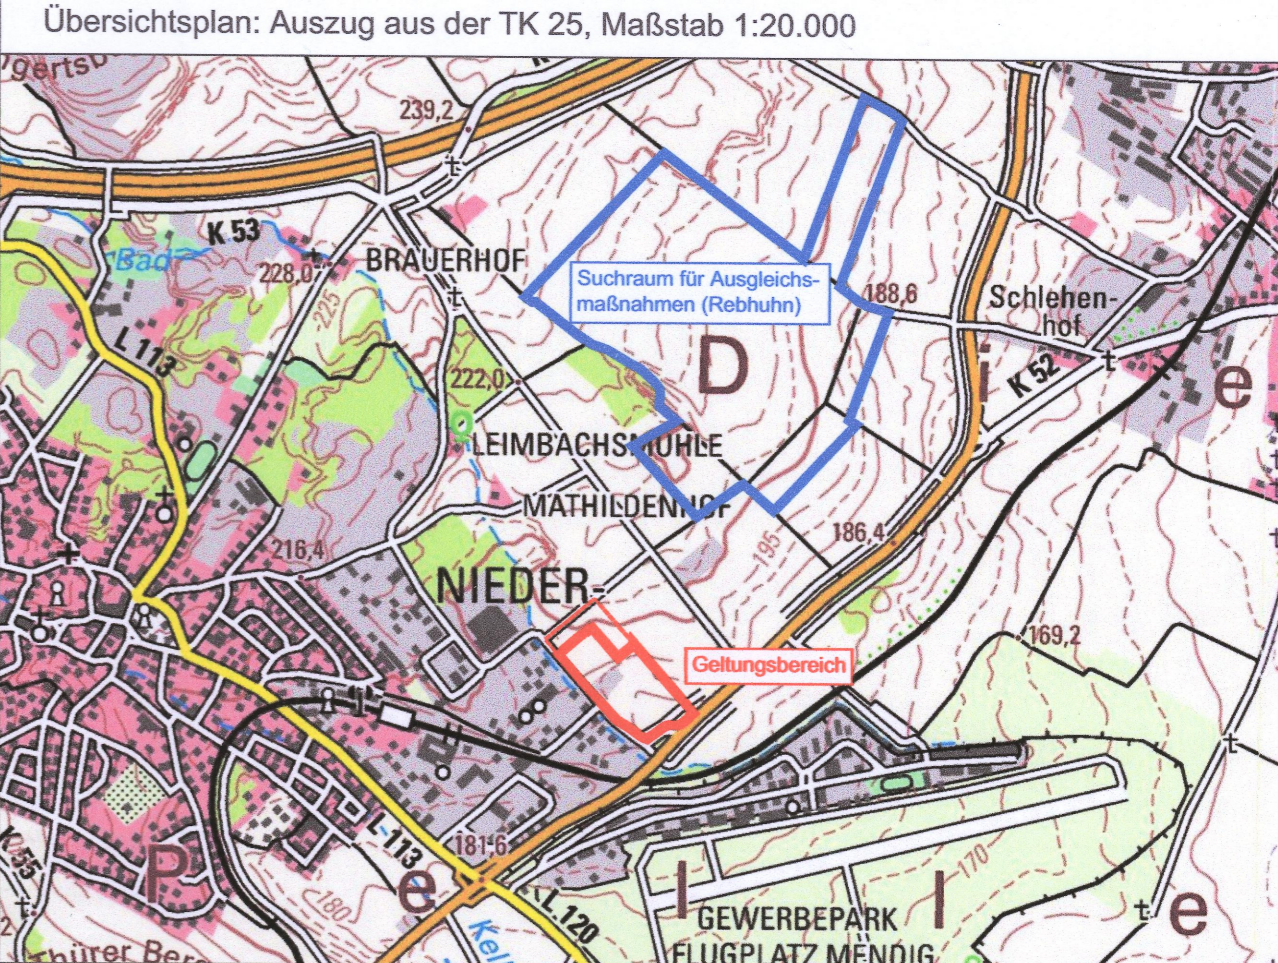 Übersichtsplan: Auszug aus der TK 25, Maßstab 1:20.000
239,2
K 53
Bad
228,0
BRAUERHOF
225
Suchraum für Ausgleichs-
maßnahmen (Rebhuhn)
188,6
Schlehen-
hof
L 113
222,0
D
i
K 52
e
LEIMBACHSMÜHLE
MATHILDENHOF
195
186,4
216,4
NIEDER-
169,2
Geltungsbereich
L 113
181,6
K 55
P
e
l
l
e
170
180
L 120
GEWERBEPARK
FLUGPLATZ MENDIG